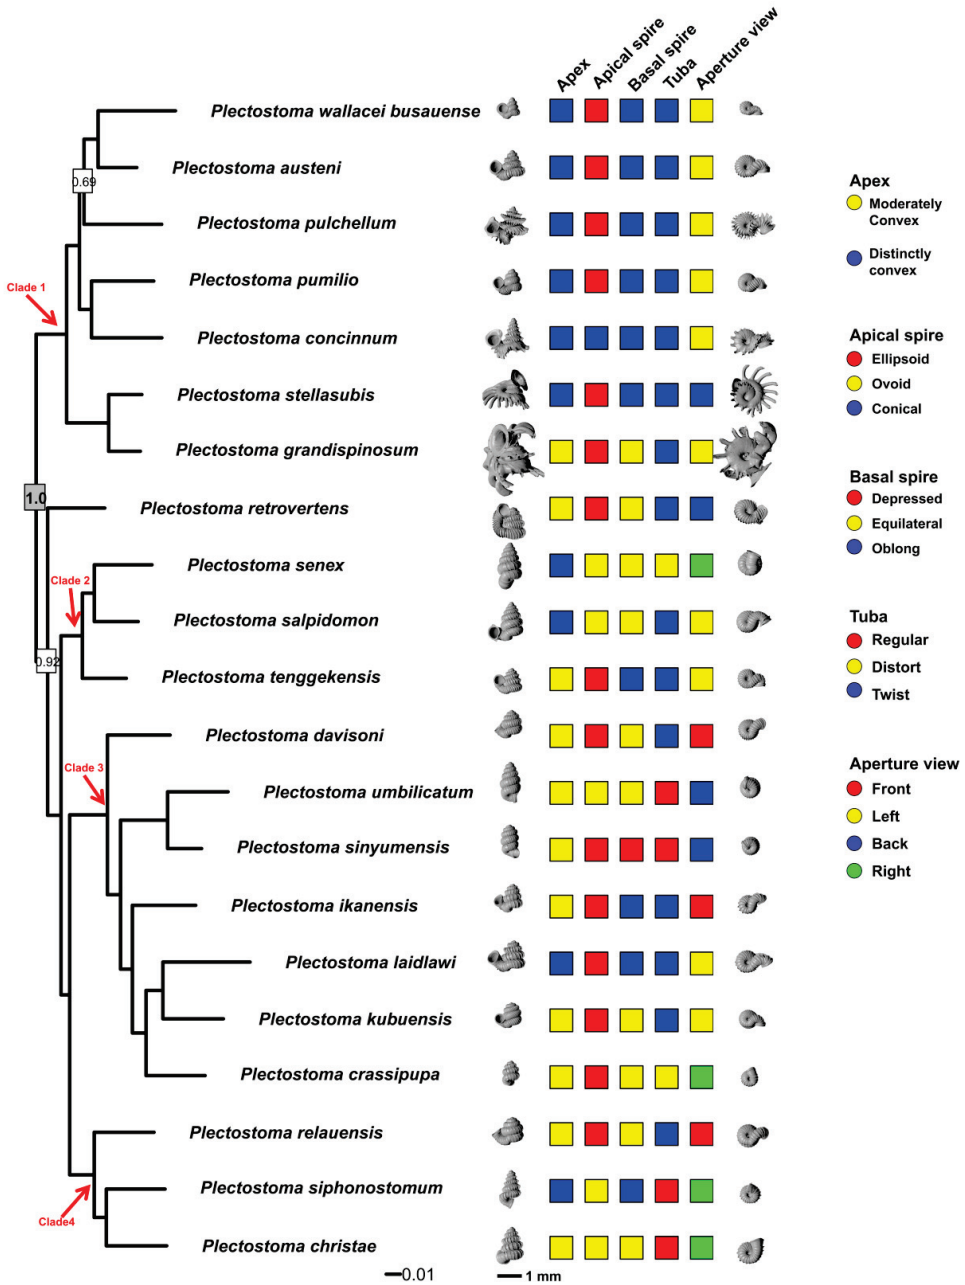 Apex
Apical spire
Basal spire
Tuba
Aperture view
Plectostoma wallacei busauense
Plectostoma austeni
0.69
Plectostoma pulchellum
Plectostoma pumilio
Clade 1
Plectostoma concinnum
Plectostoma stellasubis
Plectostoma grandispinosum
1.0
Plectostoma retrovertens
Plectostoma senex
Clade 2
Plectostoma salpidomon
0.92
Plectostoma tenggekensis
Plectostoma davisoni
Clade 3
Plectostoma umbilicatum
Plectostoma sinyumensis
Plectostoma ikanensis
Plectostoma laidlawi
Plectostoma kubuensis
Plectostoma crassipupa
Plectostoma relauensis
Plectostoma siphonostomum
Clade4
Plectostoma christae
0.01
1 mm
Apex
Moderately
Convex
Distinctly
convex
Apical spire
Ellipsoid
Ovoid
Conical
Basal spire
Depressed
Equilateral
Oblong
Tuba
Regular
Distort
Twist
Aperture view
Front
Left
Back
Right